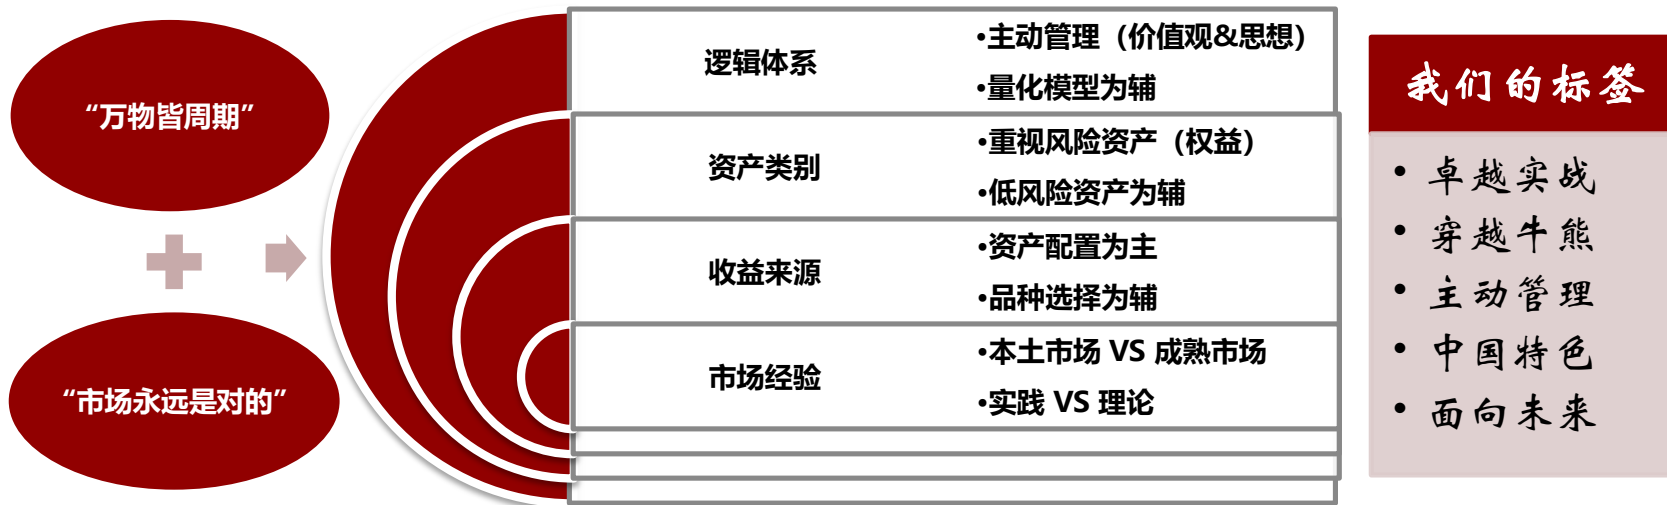 “万物皆周期”
“市场永远是对的”
逻辑体系
•主动管理（价值观&思想）
•量化模型为辅
资产类别
•重视风险资产（权益）
•低风险资产为辅
收益来源
•资产配置为主
•品种选择为辅
市场经验
•本土市场 VS 成熟市场
•实践 VS 理论
我们的标签
• 卓越实战
• 穿越牛熊
• 主动管理
• 中国特色
• 面向未来